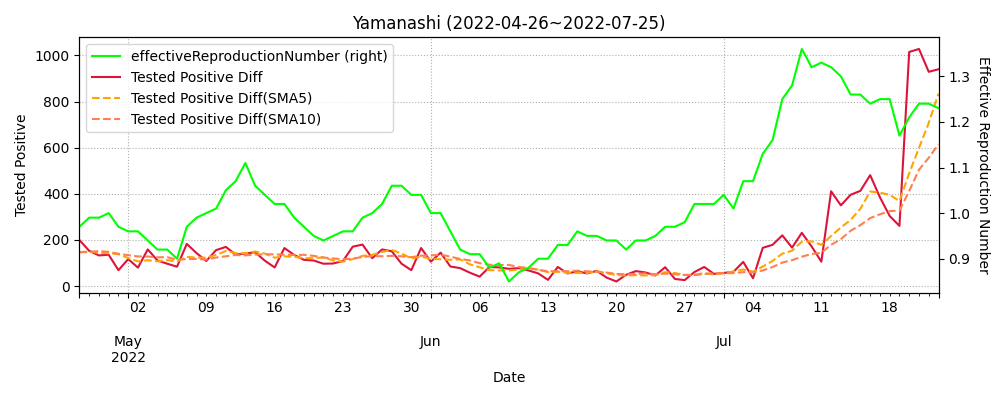 Yamanashi (2022-04-26~2022-07-25)
effectiveReproductionNumber (right)
Tested Positive Diff
Tested Positive Diff(SMA5)
Tested Positive Diff(SMA10)
Tested Positive
1000
800
600
400
200
0
Effective Reproduction Number
1.3
1.2
1.1
1.0
0.9
02 09 16 23 30 06 13 20 27 04 11 18
May Jun Jul
2022
Date